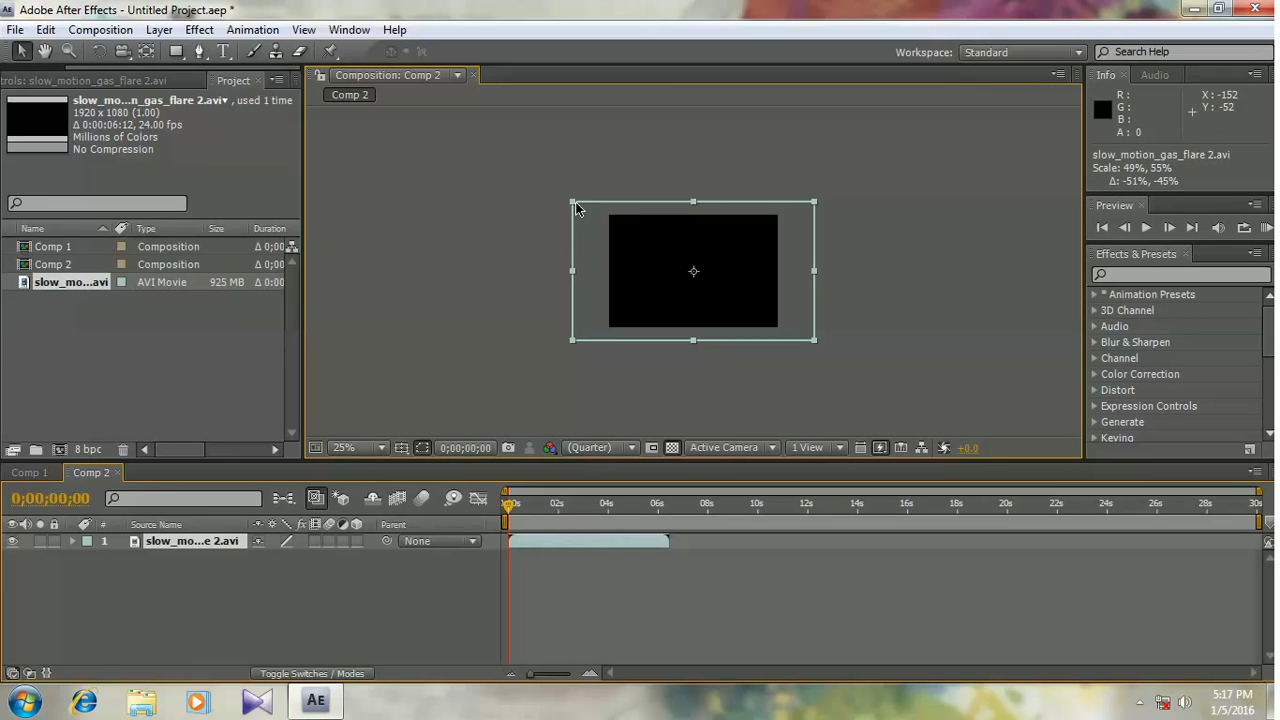 Adobe After Effects - Untitled Project.aep *
File Edit Composition Layer Effect Animation View Window Help
Workspace: Standard Search Help
trols: slow_motion_gas_flare 2.avi Project
Composition: Comp 2
Info Audio
slow_mo...n_gas_flare 2.avi▾, used 1 time
1920 x 1080 (1.00)
Δ 0:00:06:12, 24.00 fps
Millions of Colors
No Compression
Comp 2
R :
G :
B :
A : 0
X : -152
Y : -52
slow_motion_gas_flare 2.avi
Scale: 49%, 55%
Δ: -51%, -45%
Preview
Name Type Size Duration
Comp 1 Composition Δ 0;00
Comp 2 Composition Δ 0;00
slow_mo....avi AVI Movie 925 MB Δ 0:00
Effects & Presets
* Animation Presets
3D Channel
Audio
Blur & Sharpen
Channel
Color Correction
Distort
Expression Controls
Generate
Keying
8 bpc
25% 0;00;00;00 (Quarter) Active Camera 1 View +0.0
Comp 1 Comp 2
0;00;00;00
02s 04s 06s 08s 10s 12s 14s 16s 18s 20s 22s 24s 26s 28s 30s
# Source Name Parent
1 slow_mo...e 2.avi None
Toggle Switches / Modes
Ae
5:17 PM
1/5/2016